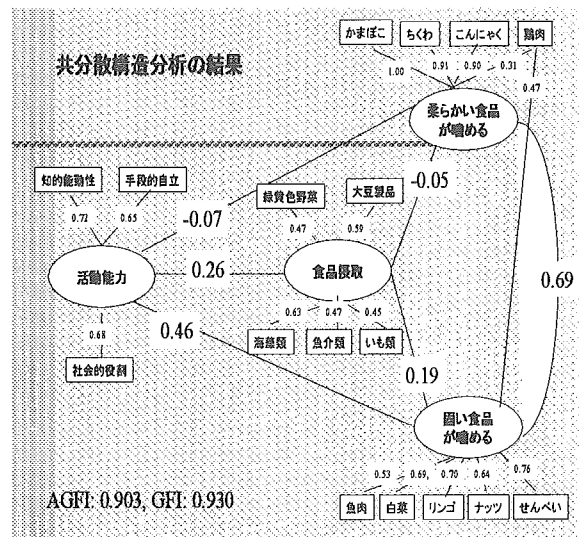 かまぼこ
ちくわ
こんにゃく
鶏肉
共分散構造分析の結果
1.00
0.91
0.90
0.31
0.47
柔らかい食品
が噛める
知的能動性
手段的自立
緑黄色野菜
大豆製品
-0.05
0.72
0.65
-0.07
0.47
0.59
活動能力
0.26
食品摂取
0.69
0.46
0.63
0.47
0.45
0.68
海草類
魚介類
いも類
社会的役割
0.19
固い食品
が噛める
0.53
0.69,
0.70
0.64
0.76
AGFI: 0.903, GFI: 0.930
魚肉
白菜
リンゴ
ナッツ
せんべい